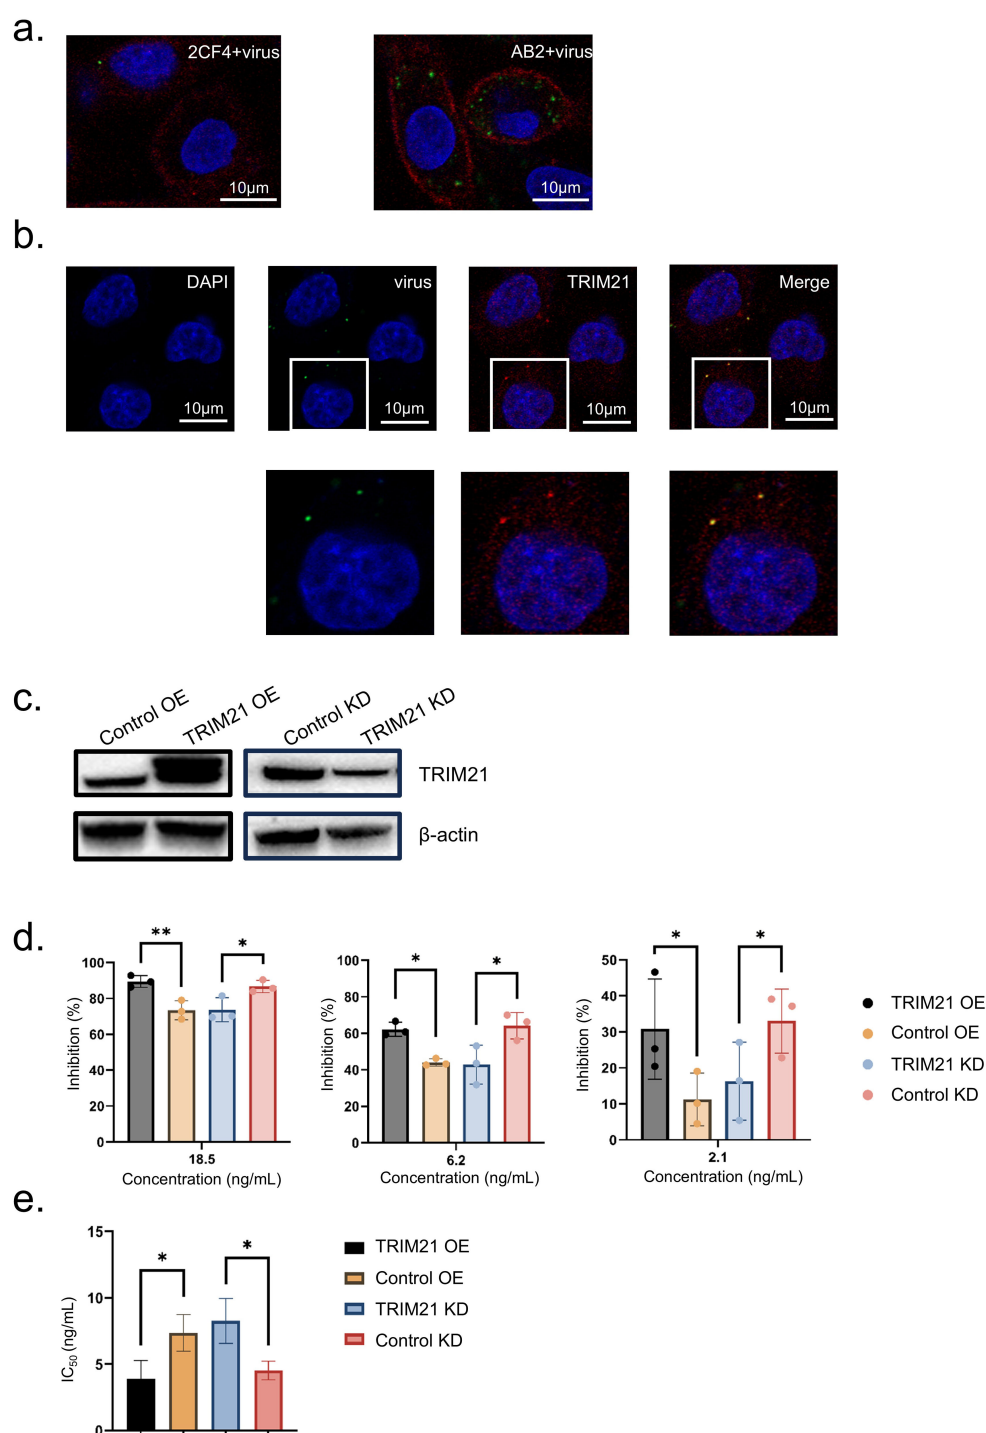 a.
2CF4+virus
10μm
AB2+virus
10μm
b.
DAPI
10μm
virus
10μm
TRIM21
10μm
Merge
10μm
c.
Control OE
TRIM21 OE
Control KD
TRIM21 KD
TRIM21
β-actin
d.
Inhibition (%)
100
80
60
40
20
0
**
*
18.5
Concentration (ng/mL)
Inhibition (%)
100
80
60
40
20
0
*
*
6.2
Concentration (ng/mL)
Inhibition (%)
50
40
30
20
10
0
*
*
2.1
Concentration (ng/mL)
TRIM21 OE
Control OE
TRIM21 KD
Control KD
e.
IC50 (ng/mL)
15
10
5
0
*
*
TRIM21 OE
Control OE
TRIM21 KD
Control KD